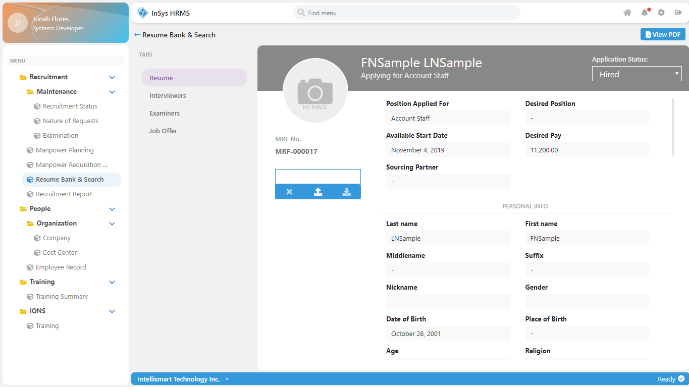 JT
Jonah Flores
Systems Developer
MENU
Recruitment
Maintenance
Recruitment Status
Nature of Requests
Examination
Manpower Planning
Manpower Requisition ...
Resume Bank & Search
Recruitment Report
People
Organization
Company
Cost Center
Employee Record
Training
Training Summary
IONS
Training
InSys HRMS
Find menu
Resume Bank & Search
View PDF
TABS
Resume
Interviewers
Examiners
Job Offer
NO IMAGE
MRF No.
MRF-000017
FNSample LNSample
Applying for Account Staff
Application Status:
Hired
Position Applied For
Desired Position
Account Staff
-
Available Start Date
Desired Pay
November 4, 2019
11,200.00
Sourcing Partner
-
PERSONAL INFO
Last name
First name
LNSample
FNSample
Middlename
Suffix
-
-
Nickname
Gender
Date of Birth
Place of Birth
October 28, 2001
-
Age
Religion
Intellismart Technology Inc.
Ready